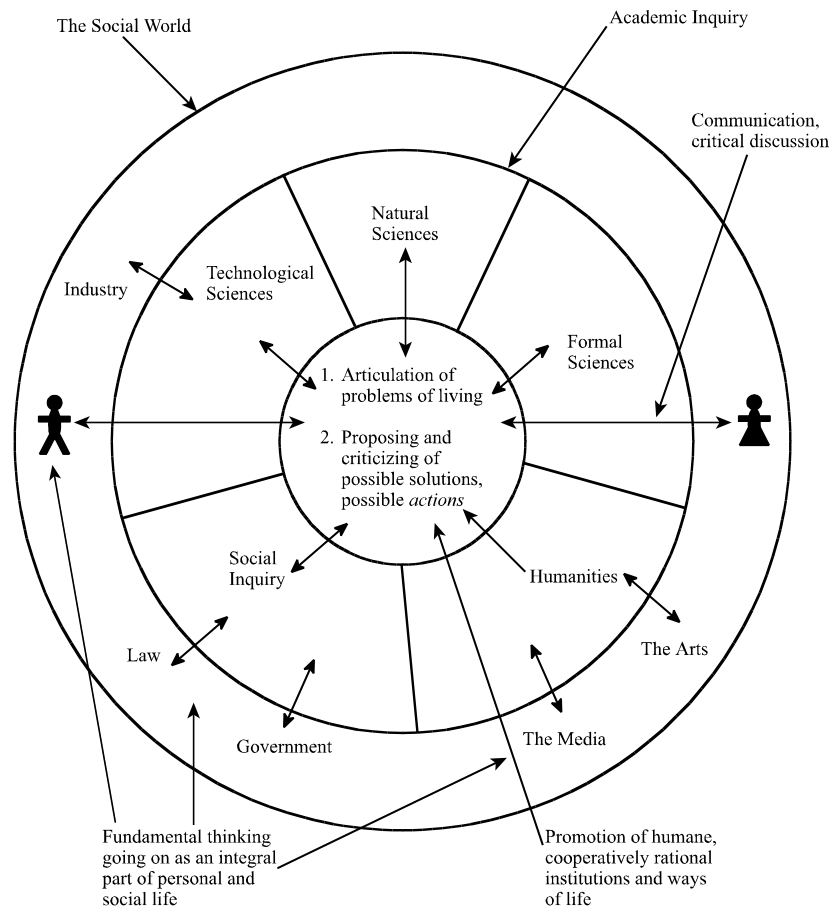 The Social World
Academic Inquiry
Communication,
critical discussion
Natural
Sciences
Technological
Sciences
Industry
Formal
Sciences
1. Articulation of
problems of living
2. Proposing and
criticizing of
possible solutions,
possible actions
Social
Inquiry
Humanities
Law
The Arts
Government
The Media
Fundamental thinking
going on as an integral
part of personal and
social life
Promotion of humane,
cooperatively rational
institutions and ways
of life